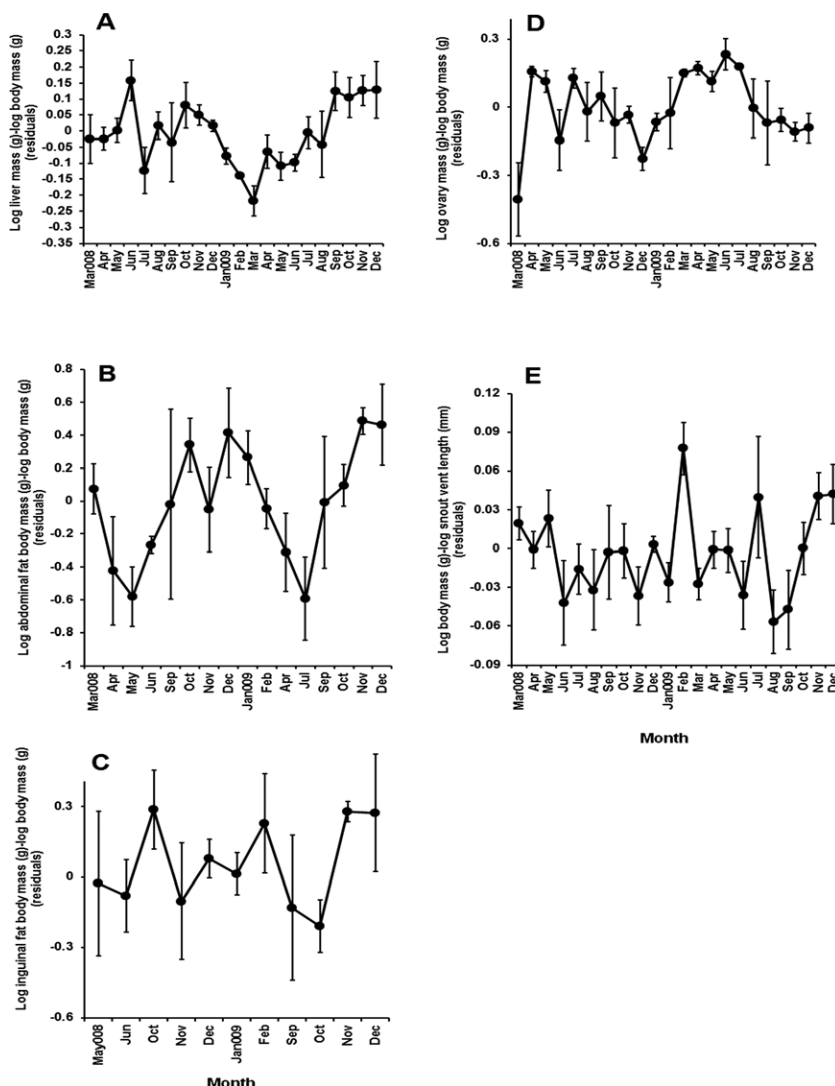 A
Log liver mass (g)-log body mass (g)
(residuals)
0.3
0.25
0.2
0.15
0.1
0.05
0
-0.05
-0.1
-0.15
-0.2
-0.25
-0.3
-0.35
Mar008 Apr May Jun Jul Aug Sep Oct Nov Dec Jan009 Feb Mar Apr May Jun Jul Aug Sep Oct Nov Dec
D
Log ovary mass (g)-log body mass (g)
(residuals)
0.3
0
-0.3
-0.6
Mar008 Apr May Jun Jul Aug Sep Oct Nov Dec Jan009 Feb Mar Apr May Jun Jul Aug Sep Oct Nov Dec
B
Log abdominal fat body mass (g)-log body mass (g)
(residuals)
0.8
0.6
0.4
0.2
0
-0.2
-0.4
-0.6
-0.8
-1
Mar008 Apr May Jun Sep Oct Nov Dec Jan009 Feb Apr Jul Sep Oct Nov Dec
E
Log body mass (g)-log snout vent length (mm)
(residuals)
0.12
0.09
0.06
0.03
0
-0.03
-0.06
-0.09
Mar008 Apr May Jun Jul Aug Sep Oct Nov Dec Jan009 Feb Mar Apr May Jun Jul Aug Sep Oct Nov Dec
Month
C
Log inguinal fat body mass (g)-log body mass (g)
(residuals)
0.3
0
-0.3
-0.6
May008 Jun Oct Nov Dec Jan009 Feb Sep Oct Nov Dec
Month